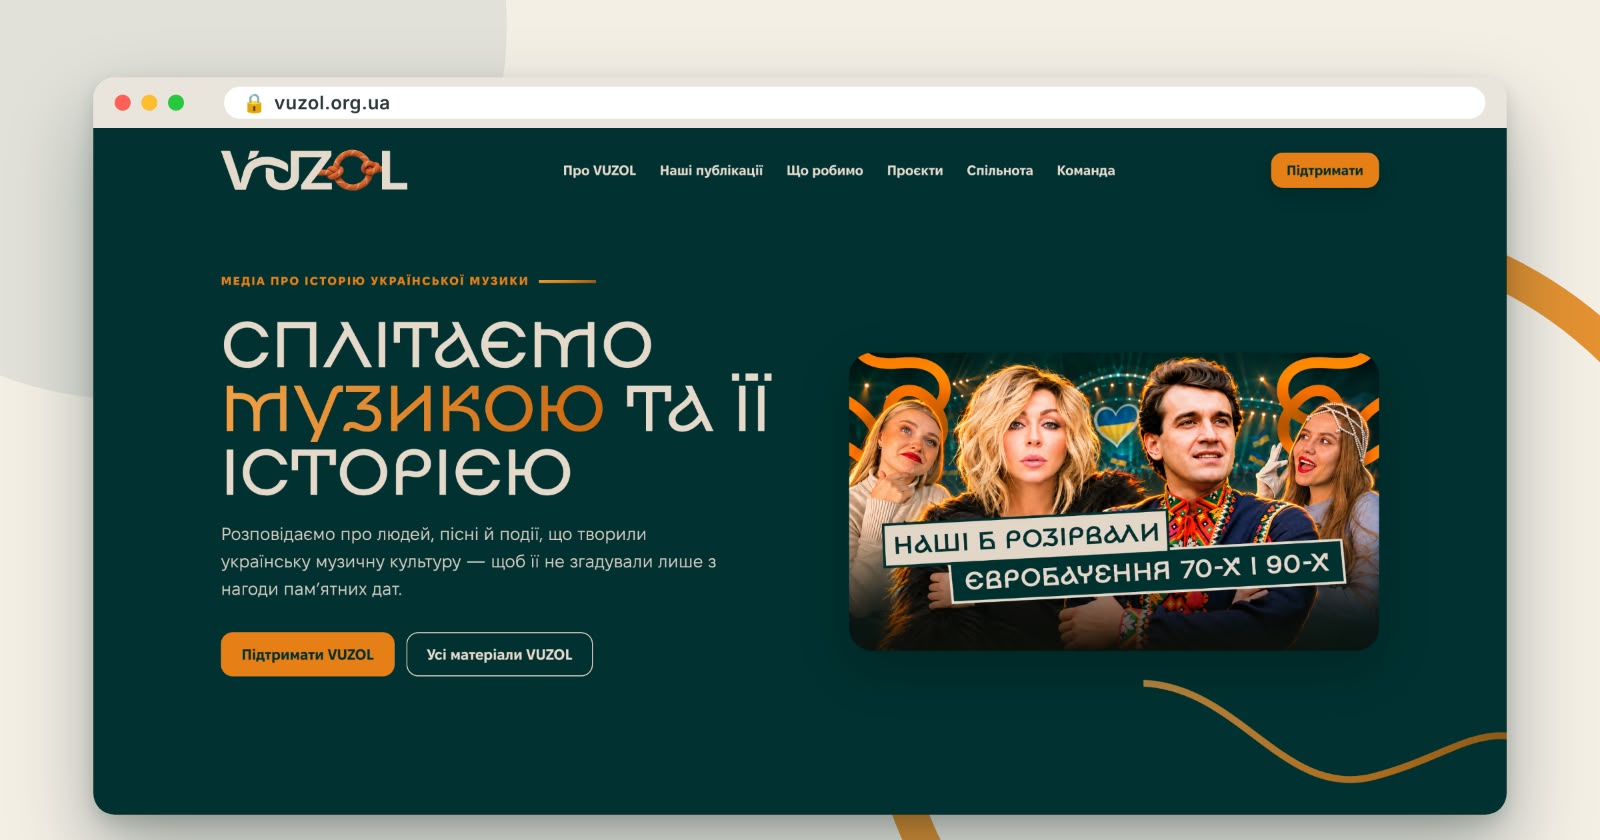 vuzol.org.ua
VUZOL
Про VUZOL Наші публікації Що робимо Проєкти Спільнота Команда
Підтримати
МЕДІА ПРО ІСТОРІЮ УКРАЇНСЬКОЇ МУЗИКИ
СПЛІТАЄМО
МУЗИКОЮ ТА ЇЇ
ІСТОРІЄЮ
Розповідаємо про людей, пісні й події, що творили
українську музичну культуру — щоб її не згадували лише з
нагоди пам’ятних дат.
Підтримати VUZOL
Усі матеріали VUZOL
НАШІ Б РОЗІРВАЛИ
ЄВРОБАЧЕННЯ 70-Х І 90-Х